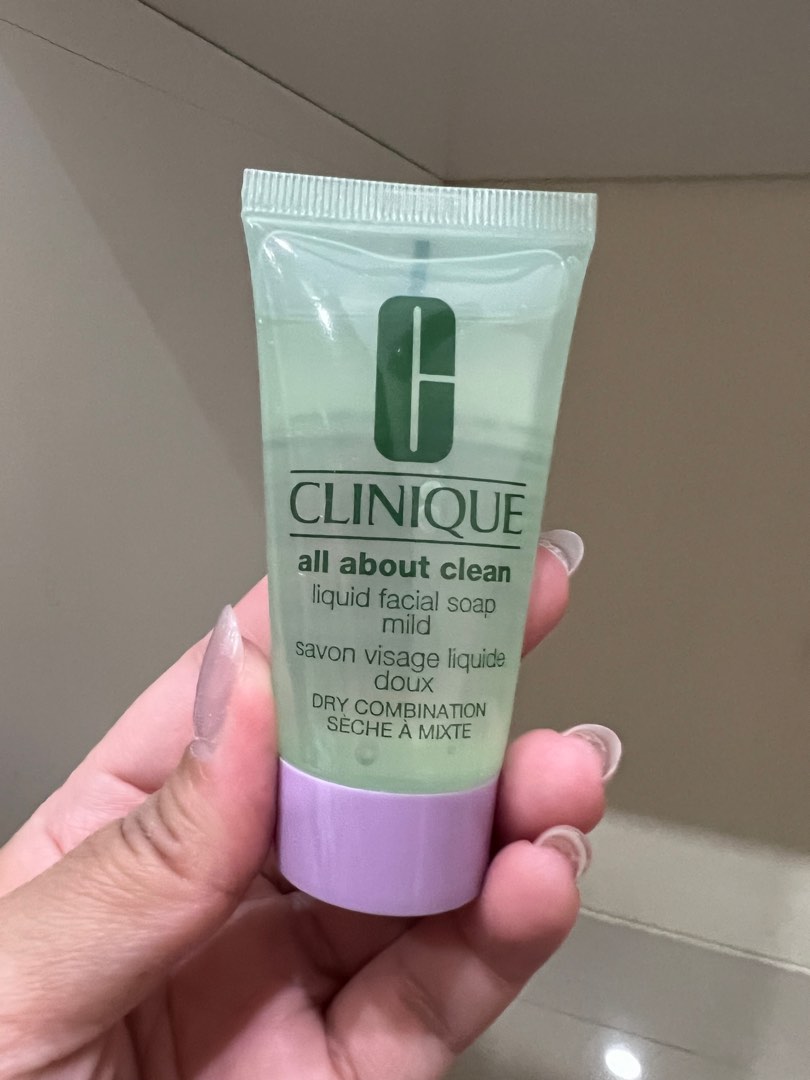 C
CLINIQUE
all about clean
liquid facial soap
mild
savon visage liquide
doux
DRY COMBINATION
SÈCHE À MIXTE